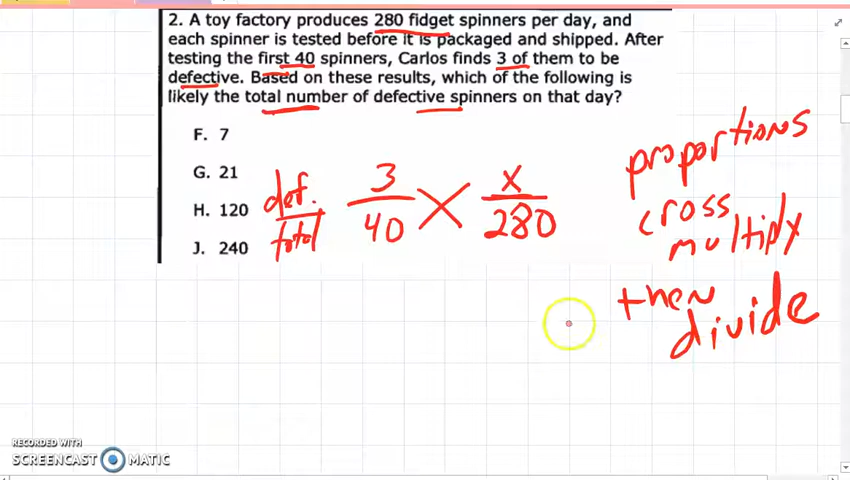 2. A toy factory produces 280 fidget spinners per day, and
each spinner is tested before it is packaged and shipped. After
testing the first 40 spinners, Carlos finds 3 of them to be
defective. Based on these results, which of the following is
likely the total number of defective spinners on that day?
F. 7
G. 21
H. 120
J. 240
def.
total
3
40
x
280
proportions
cross
multiply
then
divide
RECORDED WITH
SCREENCAST MATIC